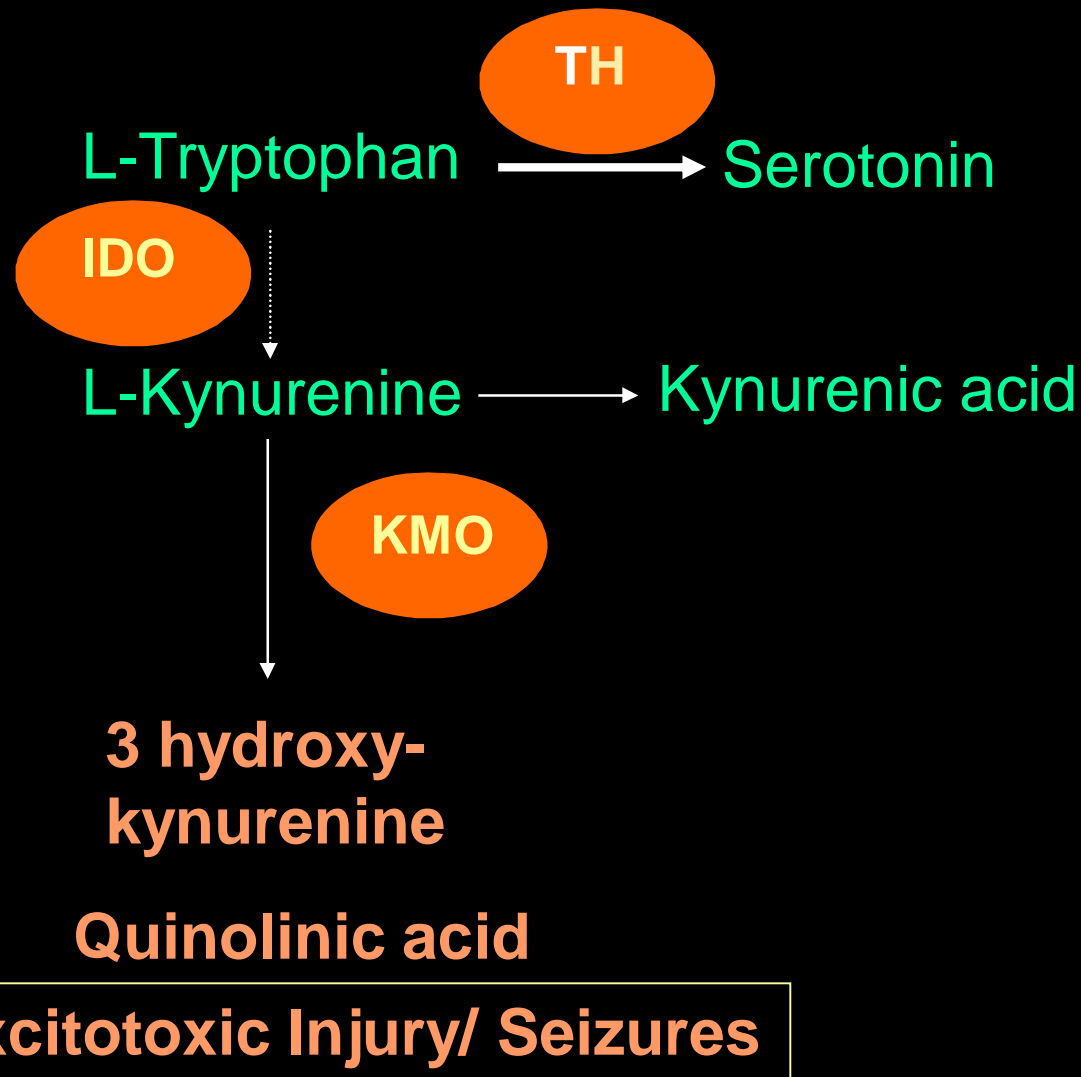 TH
L-Tryptophan
Serotonin
IDO
L-Kynurenine
Kynurenic acid
KMO
3 hydroxy-
kynurenine
Quinolinic acid
xcitotoxic Injury/ Seizures